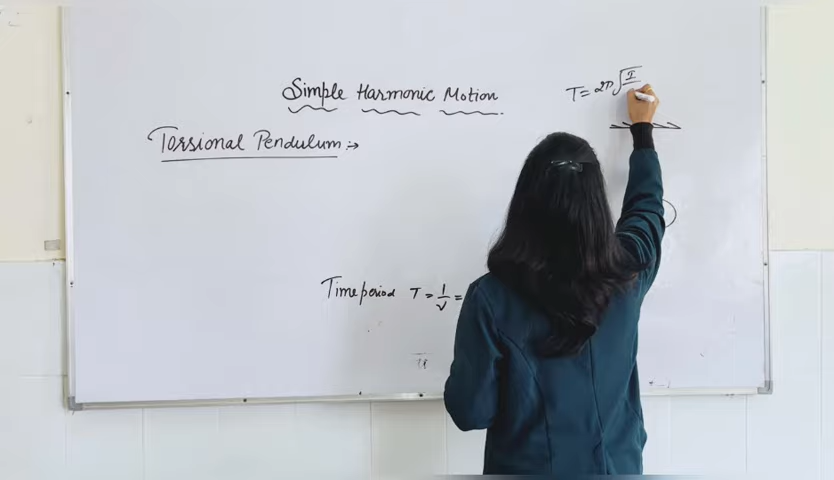 Simple Harmonic Motion
T = 2π √I
Torsional Pendulum :→
Time period T = 1/ν =